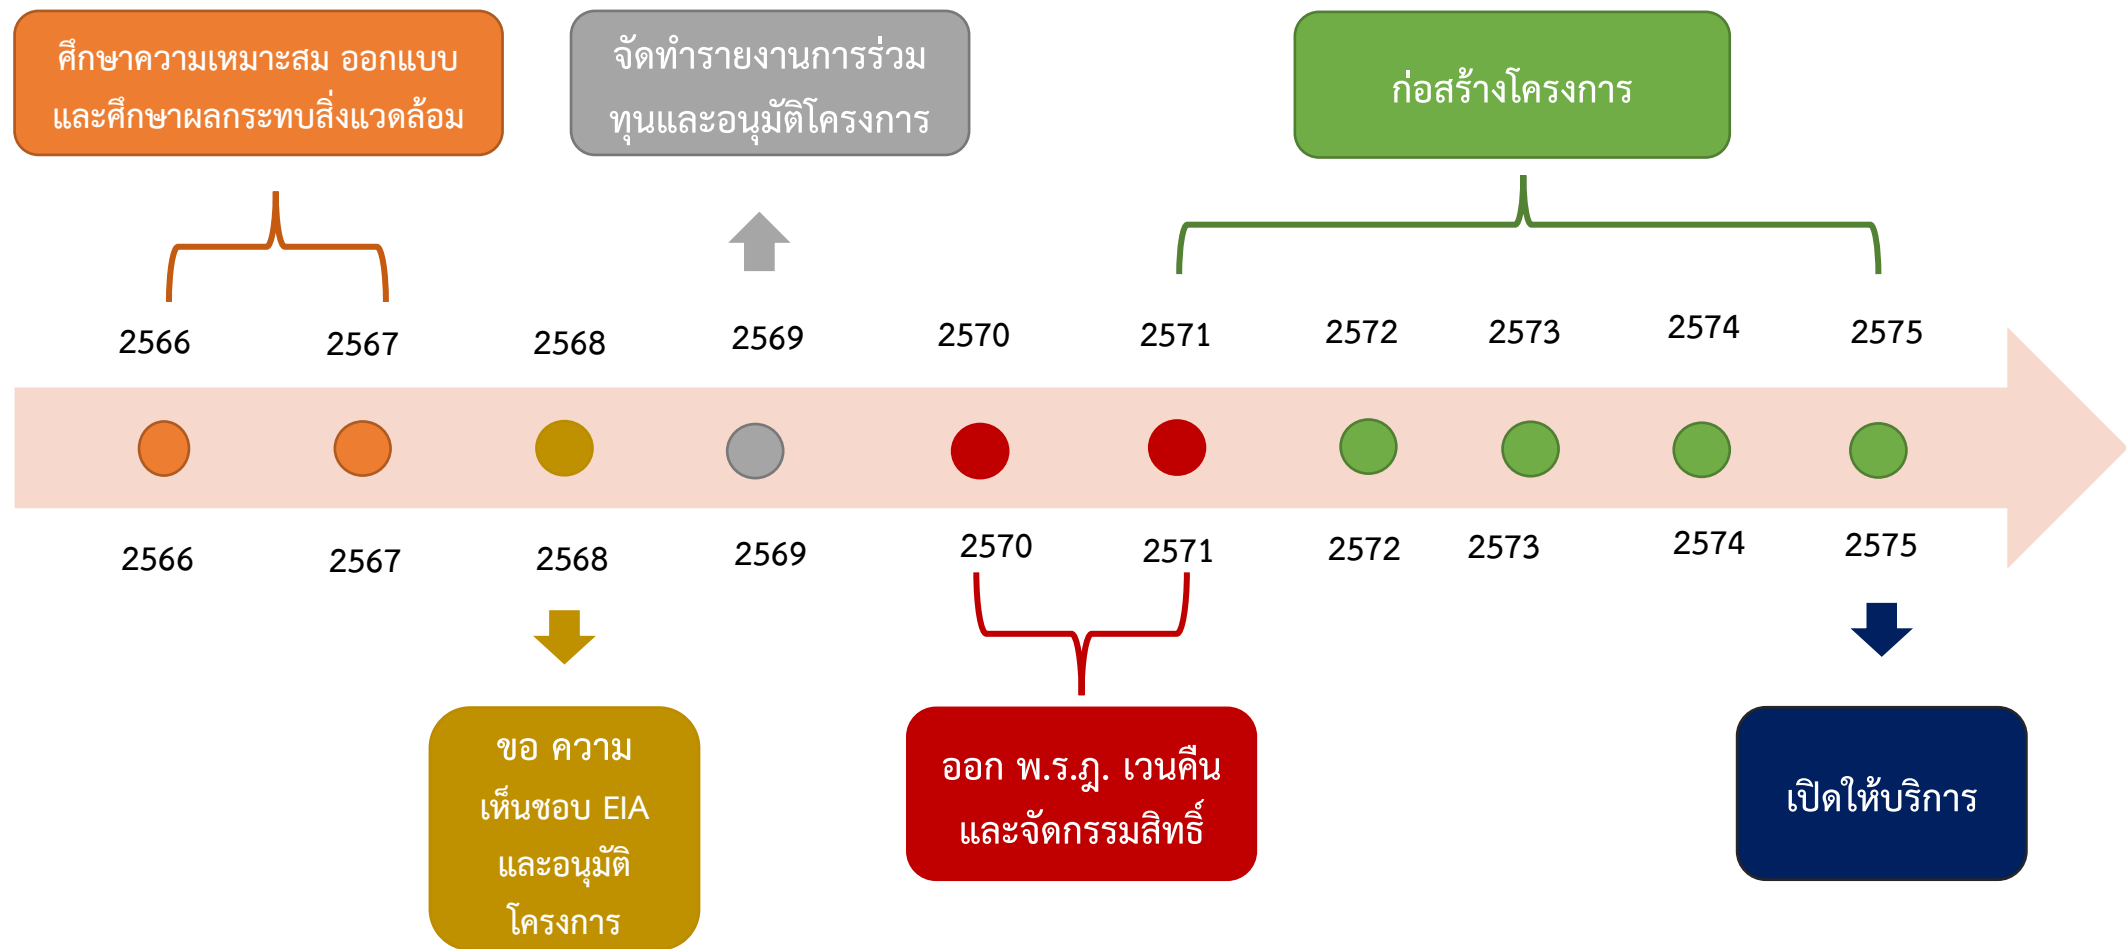 ศึกษาความเหมาะสม ออกแบบ
และศึกษาผลกระทบสิ่งแวดล้อม
จัดทำรายงานการร่วม
ทุนและอนุมัติโครงการ
ก่อสร้างโครงการ
2566 2567 2568 2569 2570 2571 2572 2573 2574 2575
2566 2567 2568 2569 2570 2571 2572 2573 2574 2575
ขอ ความ
เห็นชอบ EIA
และอนุมัติ
โครงการ
ออก พ.ร.ฎ. เวนคืน
และจัดกรรมสิทธิ์
เปิดให้บริการ